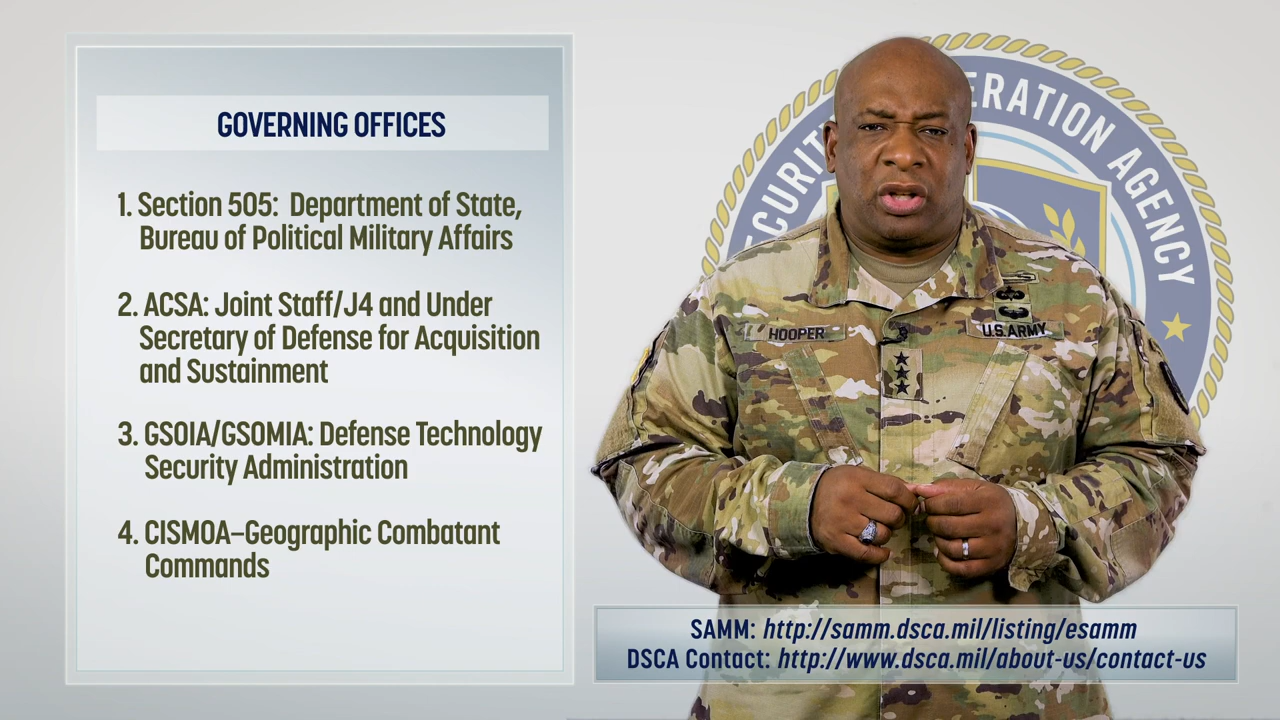 GOVERNING OFFICES
1. Section 505: Department of State,
Bureau of Political Military Affairs
2. ACSA: Joint Staff/J4 and Under
Secretary of Defense for Acquisition
and Sustainment
3. GSOIA/GSOMIA: Defense Technology
Security Administration
4. CISMOA–Geographic Combatant
Commands
ERATION AGENCY
HOOPER
U.S. ARMY
SAMM: http://samm.dsca.mil/listing/esamm
DSCA Contact: http://www.dsca.mil/about-us/contact-us